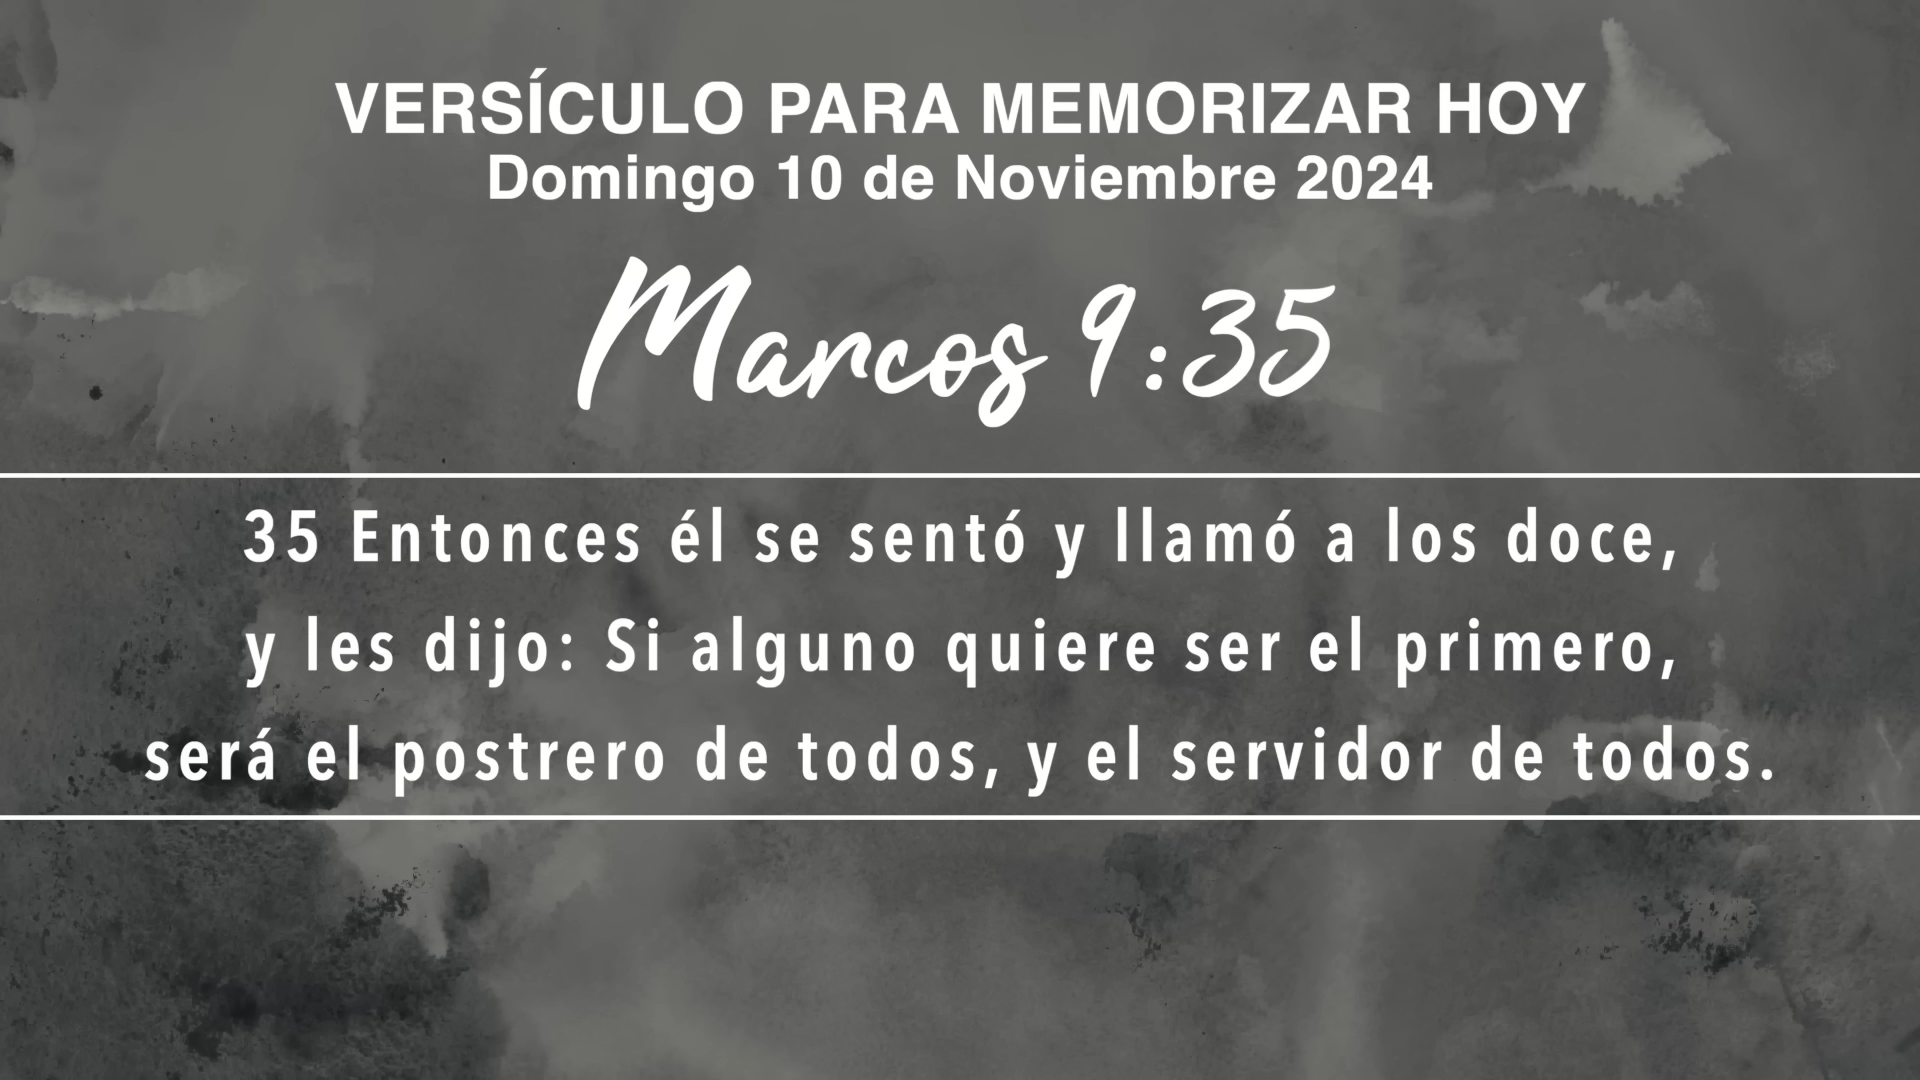 VERSÍCULO PARA MEMORIZAR HOY
Domingo 10 de Noviembre 2024
Marcos 9:35
35 Entonces él se sentó y llamó a los doce,
y les dijo: Si alguno quiere ser el primero,
será el postrero de todos, y el servidor de todos.